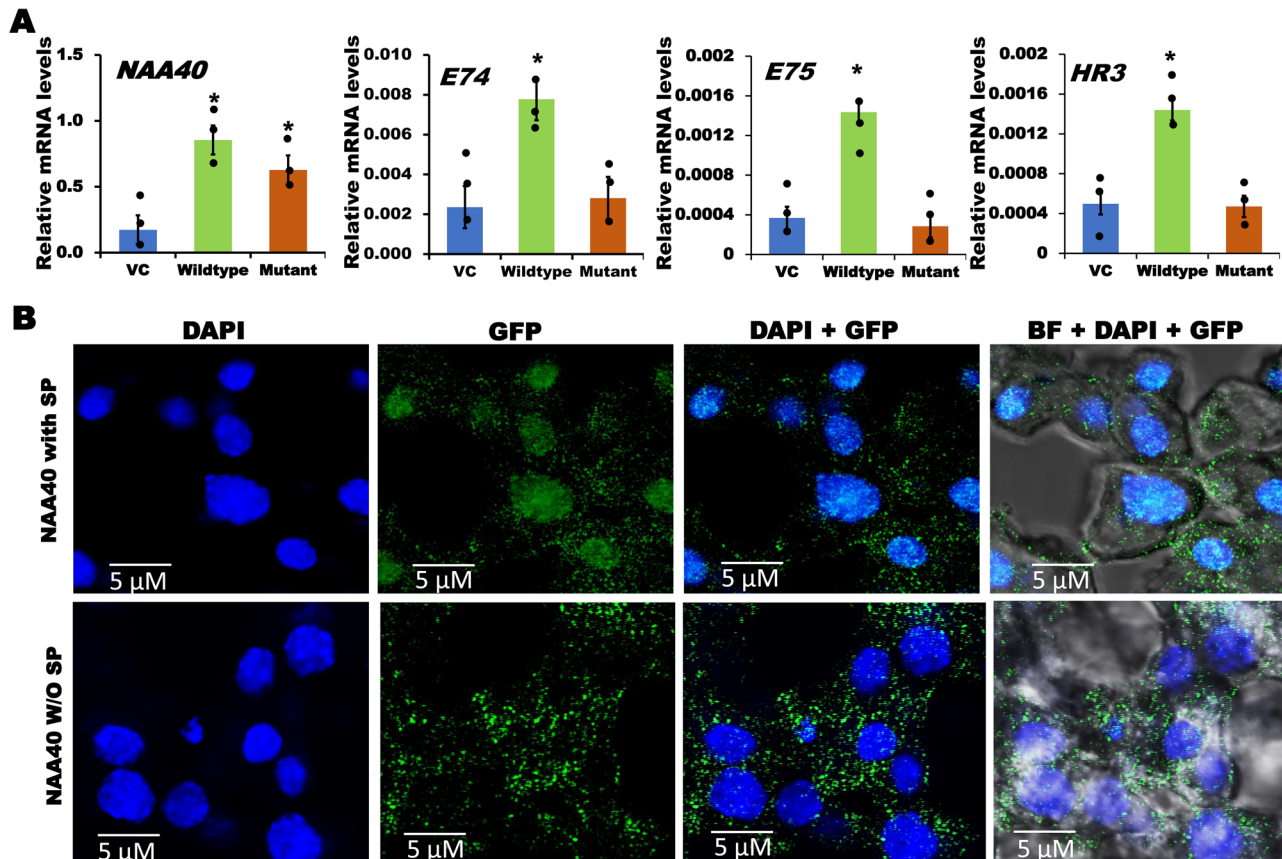 A
Relative mRNA levels
1.5
1.0
0.5
0.0
NAA40
*
*
VC Wildtype Mutant
Relative mRNA levels
0.010
0.008
0.006
0.004
0.002
0.000
E74
*
VC Wildtype Mutant
Relative mRNA levels
0.002
0.0016
0.0012
0.0008
0.0004
0
E75
*
VC Wildtype Mutant
Relative mRNA levels
0.002
0.0016
0.0012
0.0008
0.0004
0
HR3
*
VC Wildtype Mutant
B
DAPI GFP DAPI + GFP BF + DAPI + GFP
NAA40 with SP
5 µM 5 µM 5 µM 5 µM
NAA40 W/O SP
5 µM 5 µM 5 µM 5 µM